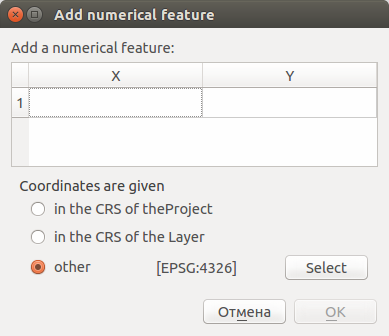 Add numerical feature
Add a numerical feature:
X Y
1
Coordinates are given
in the CRS of theProject
in the CRS of the Layer
other [EPSG:4326] Select
Отмена OK